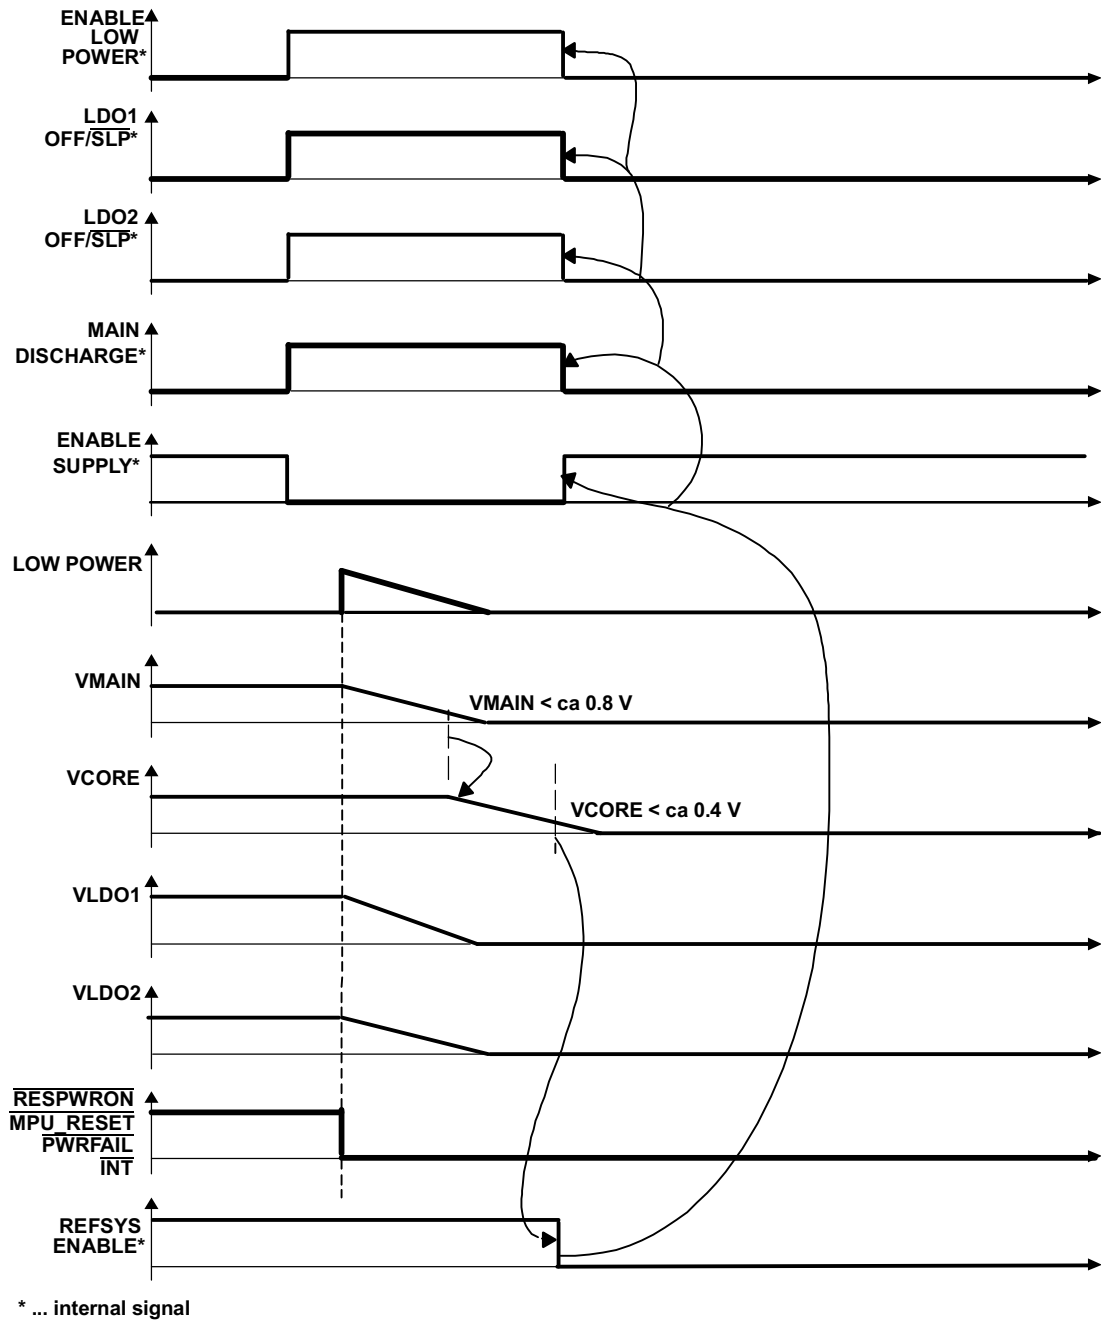 ENABLE
LOW
POWER*
LDO1
OFF/SLP*
LDO2
OFF/SLP*
MAIN
DISCHARGE*
ENABLE
SUPPLY*
LOW POWER
VMAIN
VMAIN < ca 0.8 V
VCORE
VCORE < ca 0.4 V
VLDO1
VLDO2
RESPWRON
MPU_RESET
PWRFAIL
INT
REFSYS
ENABLE*
* ... internal signal